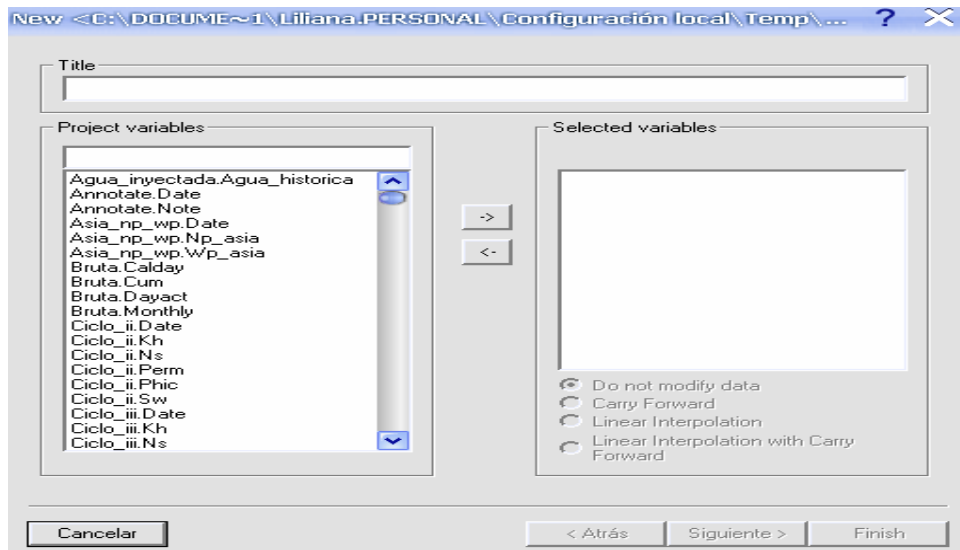 New <C:\DOCUME~1\Liliana.PERSONAL\Configuración local\Temp\...
?
Title
Project variables
Agua_inyectada.Agua_historica
Annotate.Date
Annotate.Note
Asia_np_wp.Date
Asia_np_wp.Np_asia
Asia_np_wp.Wp_asia
Bruta.Calday
Bruta.Cum
Bruta.Dayact
Bruta.Monthly
Ciclo_ii.Date
Ciclo_ii.Kh
Ciclo_ii.Ns
Ciclo_ii.Perm
Ciclo_ii.Phic
Ciclo_ii.Sw
Ciclo_iii.Date
Ciclo_iii.Kh
Ciclo_iii.Ns
->
<-
Selected variables
Do not modify data
Carry Forward
Linear Interpolation
Linear Interpolation with Carry
Forward
Cancelar
< Atrás
Siguiente >
Finish